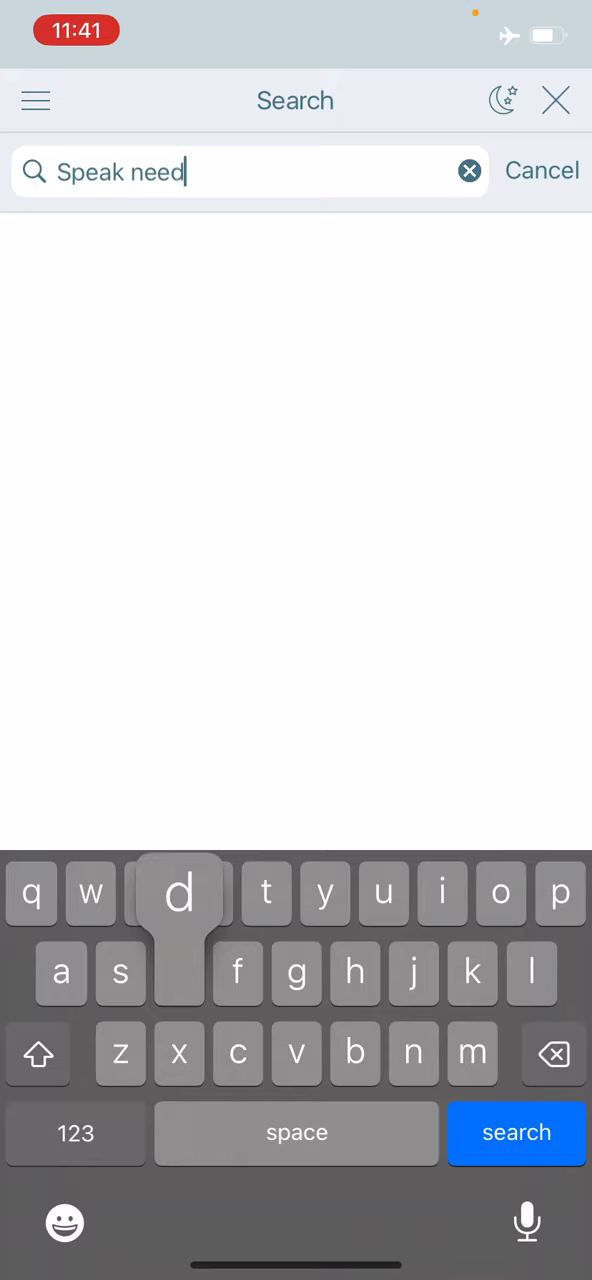 11:41
Search
Speak need
Cancel
q w d t y u i o p
a s f g h j k l
z x c v b n m
123 space search